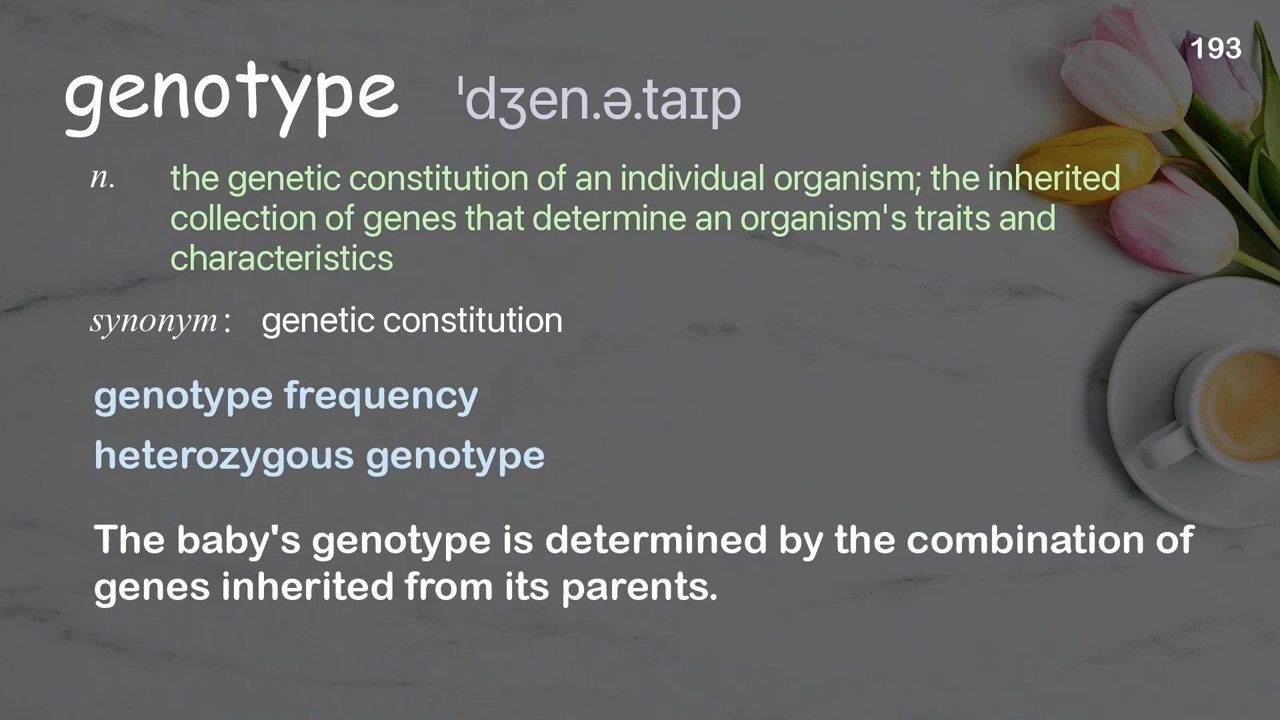 193
genotype ˈdʒen.ə.taɪp
n. the genetic constitution of an individual organism; the inherited
collection of genes that determine an organism's traits and
characteristics
synonym: genetic constitution
genotype frequency
heterozygous genotype
The baby's genotype is determined by the combination of
genes inherited from its parents.